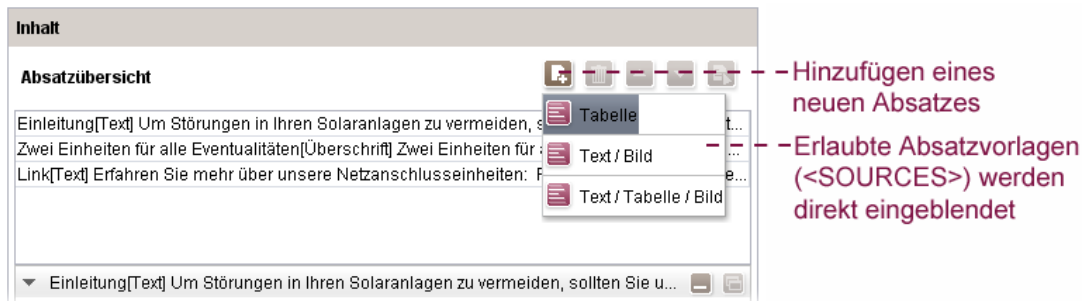 Inhalt
Absatzübersicht
Hinzufügen eines
neuen Absatzes
Einleitung[Text] Um Störungen in Ihren Solaranlagen zu vermeiden, s
t...
Zwei Einheiten für alle Eventualitäten[Überschrift] Zwei Einheiten für
...
Link[Text] Erfahren Sie mehr über unsere Netzanschlusseinheiten:
e...
Tabelle
Text / Bild
Text / Tabelle / Bild
Erlaubte Absatzvorlagen
(<SOURCES>) werden
direkt eingeblendet
Einleitung[Text] Um Störungen in Ihren Solaranlagen zu vermeiden, sollten Sie u...